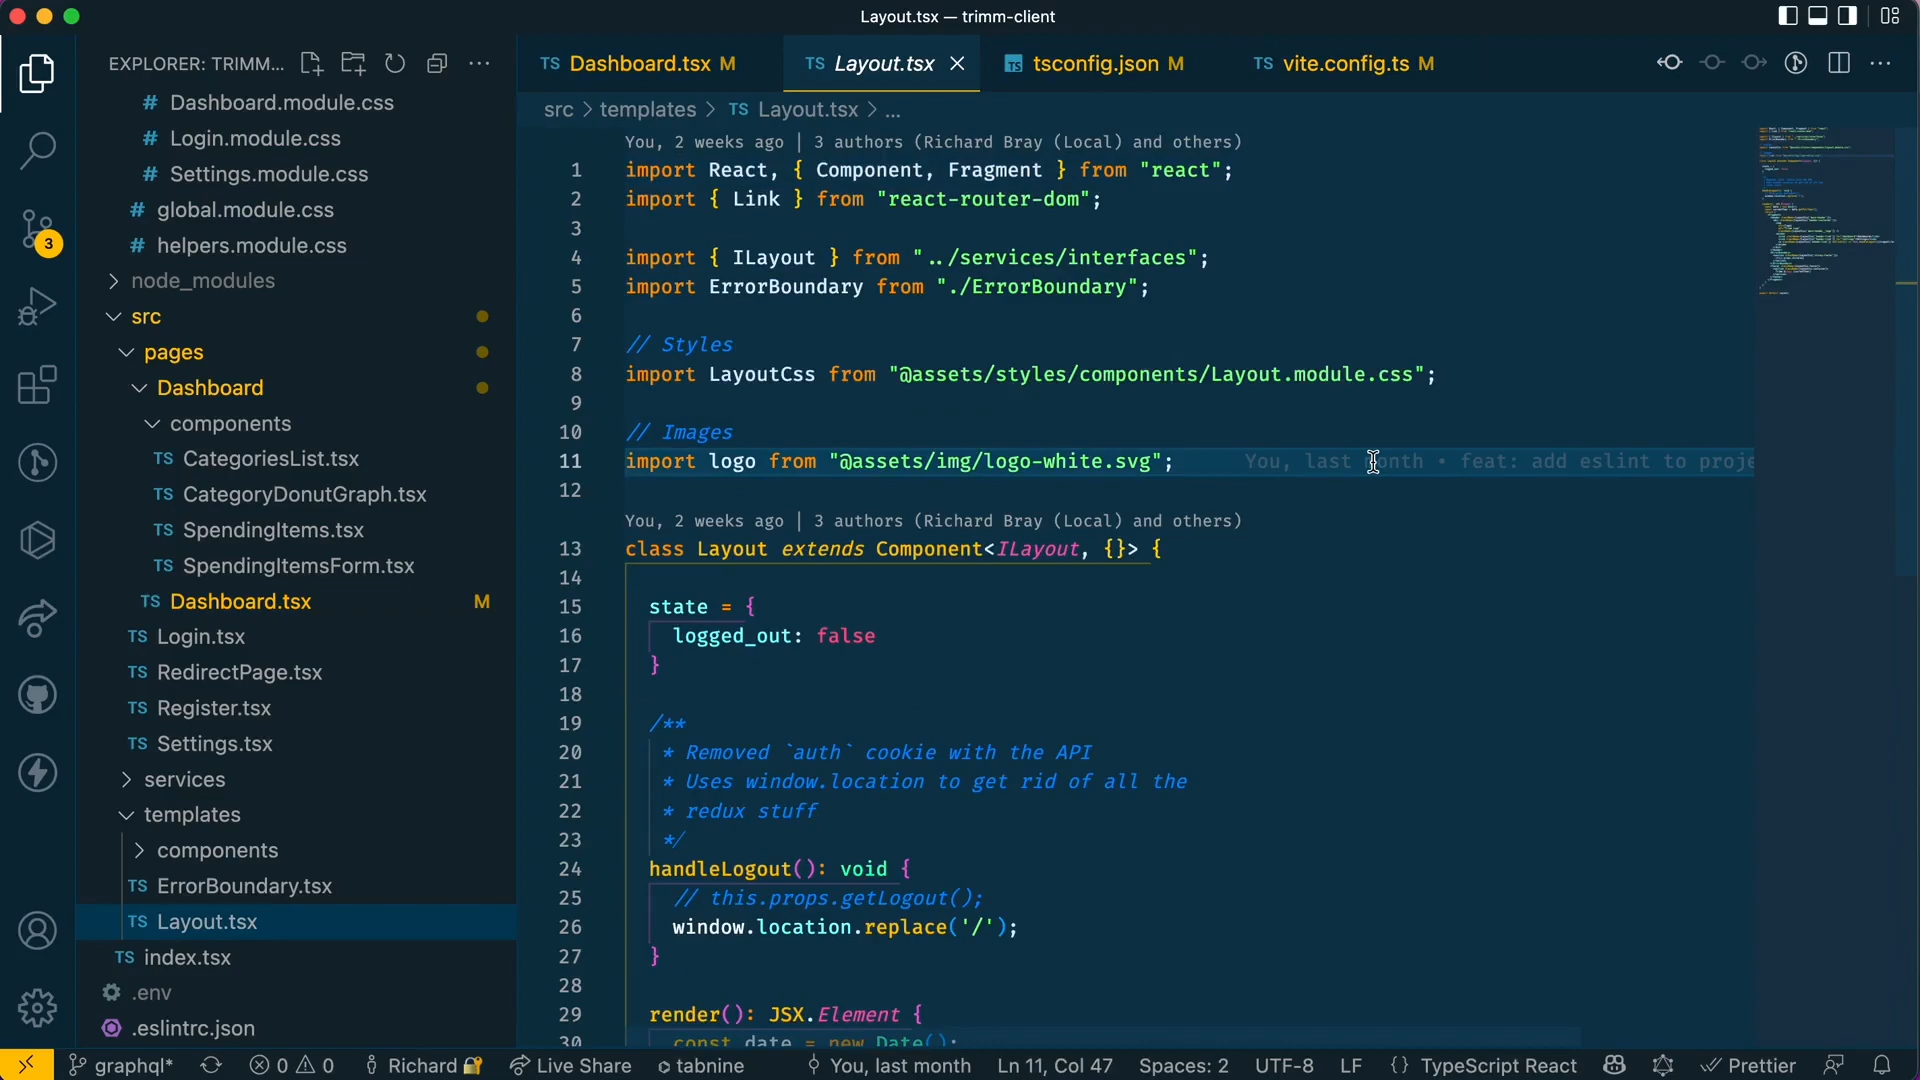 Layout.tsx — trimm-client
EXPLORER: TRIMM...
Dashboard.module.css
Login.module.css
Settings.module.css
global.module.css
helpers.module.css
node_modules
src
pages
Dashboard
components
TS CategoriesList.tsx
TS CategoryDonutGraph.tsx
TS SpendingItems.tsx
TS SpendingItemsForm.tsx
TS Dashboard.tsx M
TS Login.tsx
TS RedirectPage.tsx
TS Register.tsx
TS Settings.tsx
services
templates
components
TS ErrorBoundary.tsx
TS Layout.tsx
TS index.tsx
.env
.eslintrc.json
3
TS Dashboard.tsx M
TS Layout.tsx
TS tsconfig.json M
TS vite.config.ts M
src > templates > TS Layout.tsx > ...
You, 2 weeks ago | 3 authors (Richard Bray (Local) and others)
1 import React, { Component, Fragment } from "react";
2 import { Link } from "react-router-dom";
3
4 import { ILayout } from "../services/interfaces";
5 import ErrorBoundary from "./ErrorBoundary";
6
7 // Styles
8 import LayoutCss from "@assets/styles/components/Layout.module.css";
9
10 // Images
11 import logo from "@assets/img/logo-white.svg"; You, last month • feat: add eslint to proje
12
You, 2 weeks ago | 3 authors (Richard Bray (Local) and others)
13 class Layout extends Component<ILayout, {}> {
14
15 state = {
16 logged_out: false
17 }
18
19 /**
20 * Removed `auth` cookie with the API
21 * Uses window.location to get rid of all the
22 * redux stuff
23 */
24 handleLogout(): void {
25 // this.props.getLogout();
26 window.location.replace('/');
27 }
28
29 render(): JSX.Element {
30 const date = new Date();
graphql* 0 0 Richard Live Share tabnine You, last month Ln 11, Col 47 Spaces: 2 UTF-8 LF {} TypeScript React Prettier